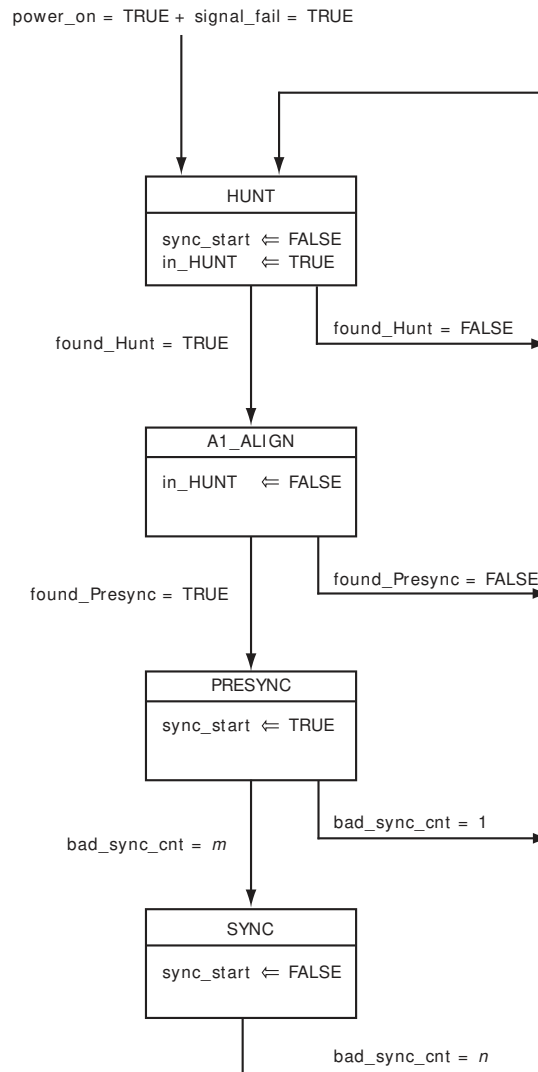 power_on = TRUE + signal_fail = TRUE
HUNT
sync_start ⇐ FALSE
in_HUNT ⇐ TRUE
found_Hunt = TRUE
found_Hunt = FALSE
A1_ALIGN
in_HUNT ⇐ FALSE
found_Presync = TRUE
found_Presync = FALSE
PRESYNC
sync_start ⇐ TRUE
bad_sync_cnt = m
bad_sync_cnt = 1
SYNC
sync_start ⇐ FALSE
bad_sync_cnt = n